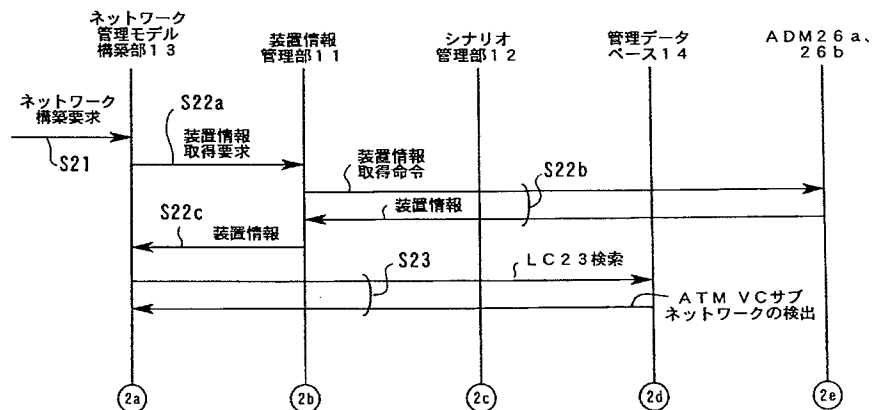 ネットワーク
管理モデル
構築部13
装置情報
管理部11
シナリオ
管理部12
管理データ
ベース14
ADM26a、
26b
ネットワーク
構築要求
S21
S22a
装置情報
取得要求
装置情報
取得命令
S22b
装置情報
S22c
装置情報
S23
LC23検索
ATM VCサブ
ネットワークの検出
2a
2b
2c
2d
2e